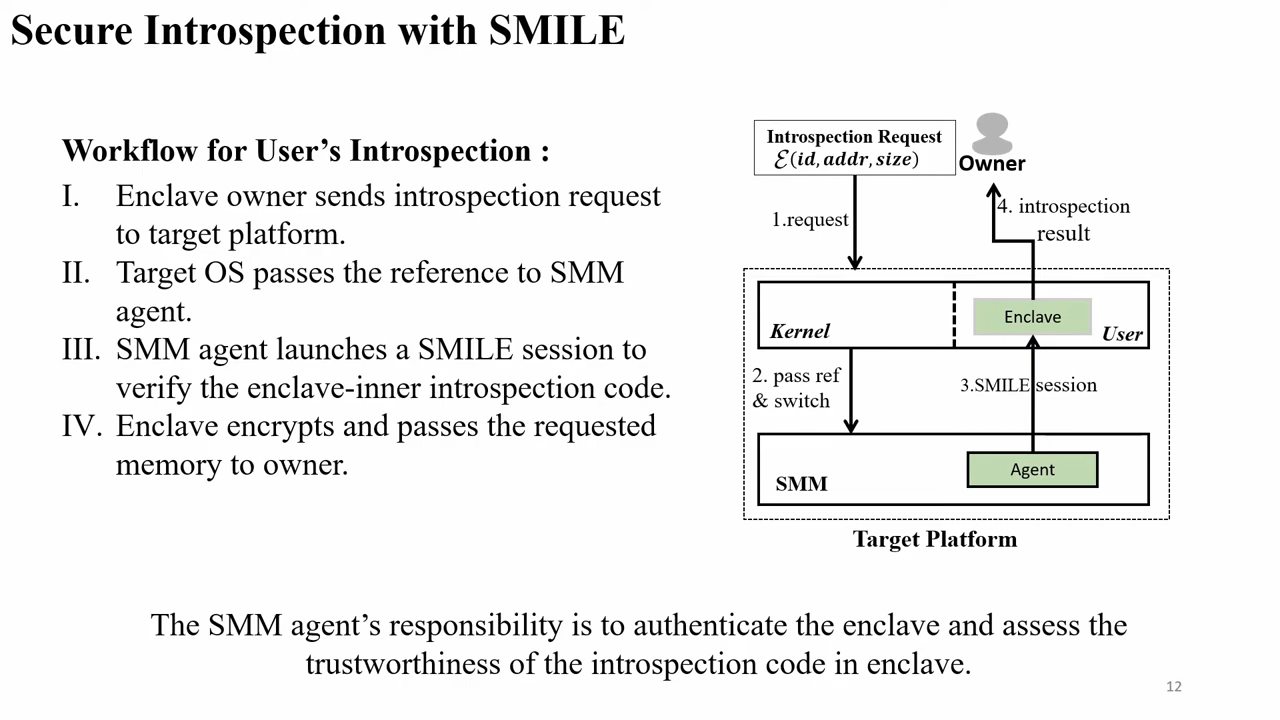 Secure Introspection with SMILE
Workflow for User's Introspection :
I. Enclave owner sends introspection request
to target platform.
II. Target OS passes the reference to SMM
agent.
III. SMM agent launches a SMILE session to
verify the enclave-inner introspection code.
IV. Enclave encrypts and passes the requested
memory to owner.
Introspection Request
ℰ(id,addr,size)
Owner
1.request
4. introspection
result
Kernel
Enclave
User
2. pass ref
& switch
3.SMILE session
SMM
Agent
Target Platform
The SMM agent's responsibility is to authenticate the enclave and assess the
trustworthiness of the introspection code in enclave.
12